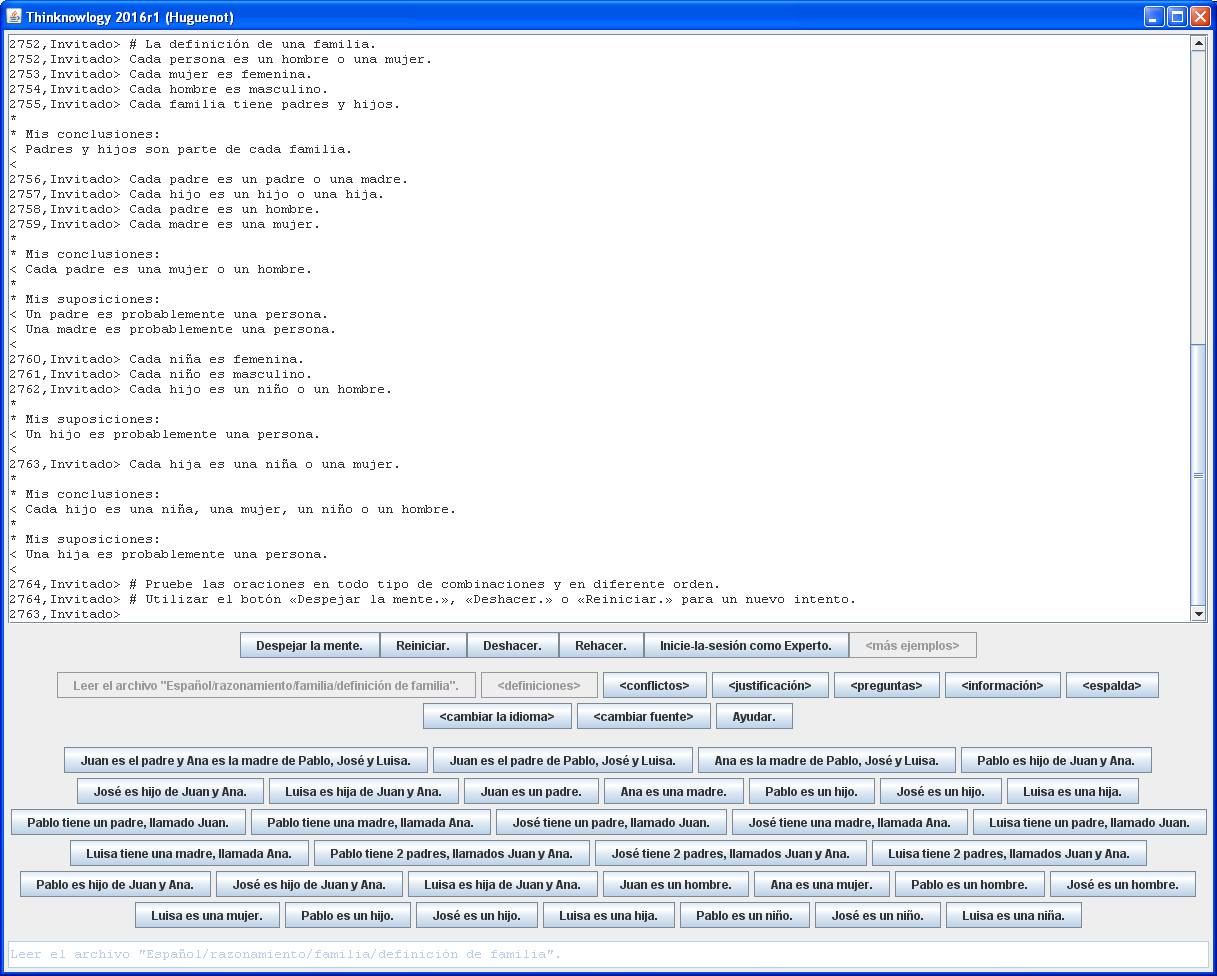 Thinknowlogy 2016r1 (Huguenot)
2752,Invitado> # La definición de una familia.
2752,Invitado> Cada persona es un hombre o una mujer.
2753,Invitado> Cada mujer es femenina.
2754,Invitado> Cada hombre es masculino.
2755,Invitado> Cada familia tiene padres y hijos.
*
* Mis conclusiones:
< Padres y hijos son parte de cada familia.
<
2756,Invitado> Cada padre es un padre o una madre.
2757,Invitado> Cada hijo es un hijo o una hija.
2758,Invitado> Cada padre es un hombre.
2759,Invitado> Cada madre es una mujer.
*
* Mis conclusiones:
< Cada padre es una mujer o un hombre.
*
* Mis suposiciones:
< Un padre es probablemente una persona.
< Una madre es probablemente una persona.
<
2760,Invitado> Cada niña es femenina.
2761,Invitado> Cada niño es masculino.
2762,Invitado> Cada hijo es un niño o un hombre.
*
* Mis suposiciones:
< Un hijo es probablemente una persona.
<
2763,Invitado> Cada hija es una niña o una mujer.
*
* Mis conclusiones:
< Cada hijo es una niña, una mujer, un niño o un hombre.
*
* Mis suposiciones:
< Una hija es probablemente una persona.
<
2764,Invitado> # Pruebe las oraciones en todo tipo de combinaciones y en diferente orden.
2764,Invitado> # Utilizar el botón «Despejar la mente.», «Deshacer.» o «Reiniciar.» para un nuevo intento.
2763,Invitado>
Despejar la mente. Reiniciar. Deshacer. Rehacer. Inicie-la-sesión como Experto. <más ejemplos>
Leer el archivo "Español/razonamiento/familia/definición de familia". <definiciones> <conflictos> <justificación> <preguntas> <información> <espalda>
<cambiar la idioma> <cambiar fuente> Ayudar.
Juan es el padre y Ana es la madre de Pablo, José y Luisa. Juan es el padre de Pablo, José y Luisa. Ana es la madre de Pablo, José y Luisa. Pablo es hijo de Juan y Ana.
José es hijo de Juan y Ana. Luisa es hija de Juan y Ana. Juan es un padre. Ana es una madre. Pablo es un hijo. José es un hijo. Luisa es una hija.
Pablo tiene un padre, llamado Juan. Pablo tiene una madre, llamada Ana. José tiene un padre, llamado Juan. José tiene una madre, llamada Ana. Luisa tiene un padre, llamado Juan.
Luisa tiene una madre, llamada Ana. Pablo tiene 2 padres, llamados Juan y Ana. José tiene 2 padres, llamados Juan y Ana. Luisa tiene 2 padres, llamados Juan y Ana.
Pablo es hijo de Juan y Ana. José es hijo de Juan y Ana. Luisa es hija de Juan y Ana. Juan es un hombre. Ana es una mujer. Pablo es un hombre. José es un hombre.
Luisa es una mujer. Pablo es un hijo. José es un hijo. Luisa es una hija. Pablo es un niño. José es un niño. Luisa es una niña.
Leer el archivo "Español/razonamiento/familia/definición de familia".